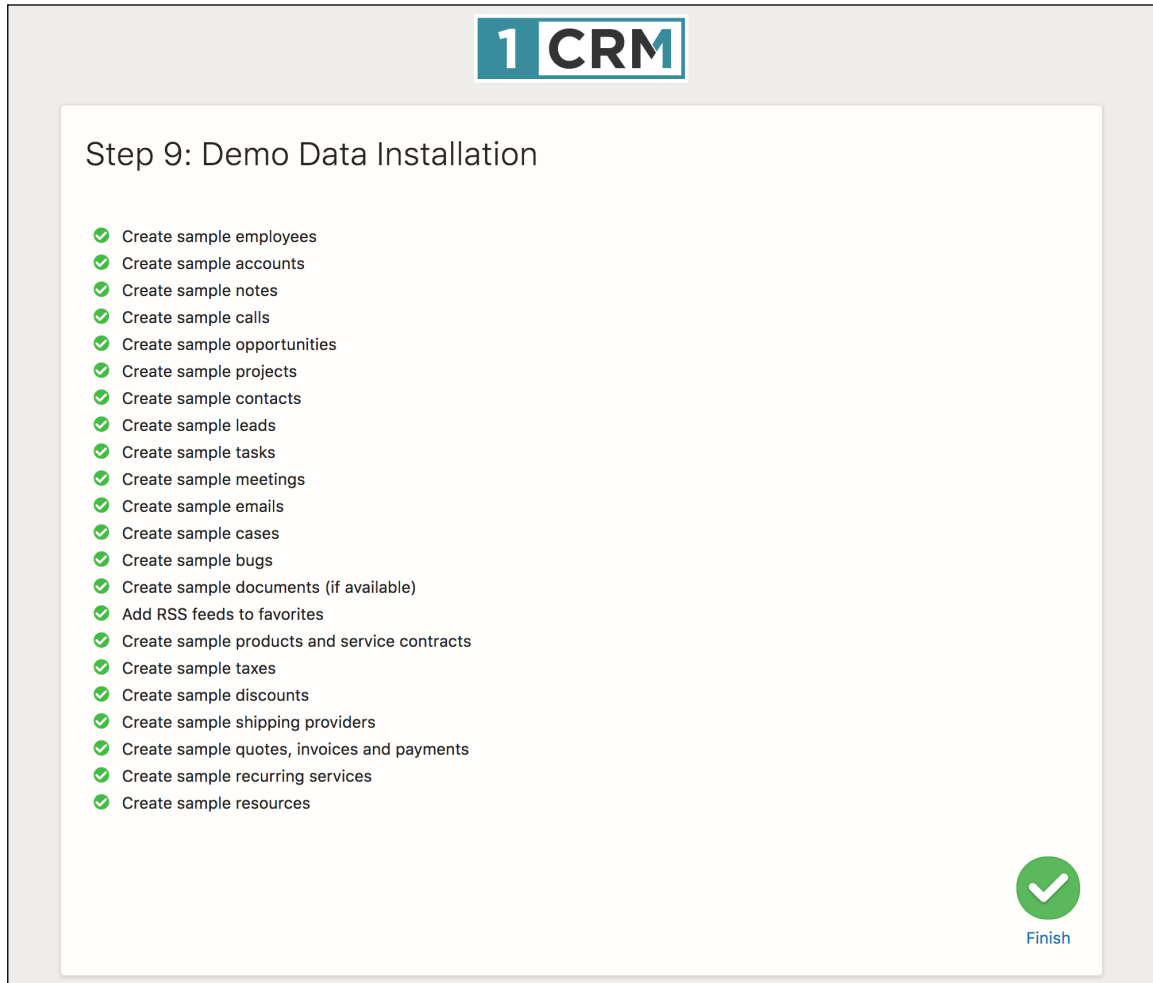 1 CRM
Step 9: Demo Data Installation
Create sample employees
Create sample accounts
Create sample notes
Create sample calls
Create sample opportunities
Create sample projects
Create sample contacts
Create sample leads
Create sample tasks
Create sample meetings
Create sample emails
Create sample cases
Create sample bugs
Create sample documents (if available)
Add RSS feeds to favorites
Create sample products and service contracts
Create sample taxes
Create sample discounts
Create sample shipping providers
Create sample quotes, invoices and payments
Create sample recurring services
Create sample resources
Finish